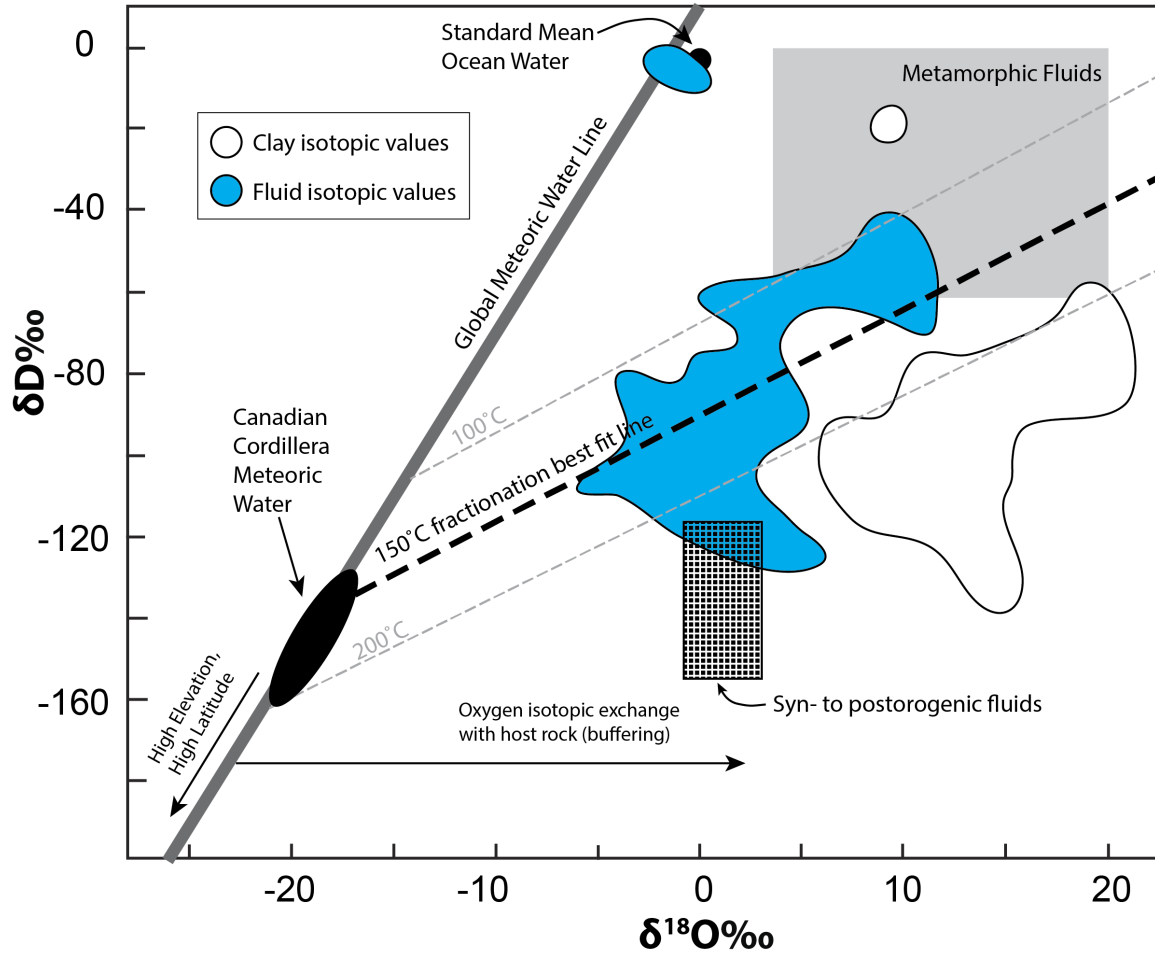 Standard Mean
Ocean Water
Metamorphic Fluids
Clay isotopic values
Fluid isotopic values
Global Meteoric Water Line
100˚C
150˚C fractionation best fit line
200˚C
Canadian
Cordillera
Meteoric
Water
High Elevation,
High Latitude
Oxygen isotopic exchange
with host rock (buffering)
Syn- to postorogenic fluids
δD‰
0
-40
-80
-120
-160
-20
-10
0
10
20
δ¹⁸O‰